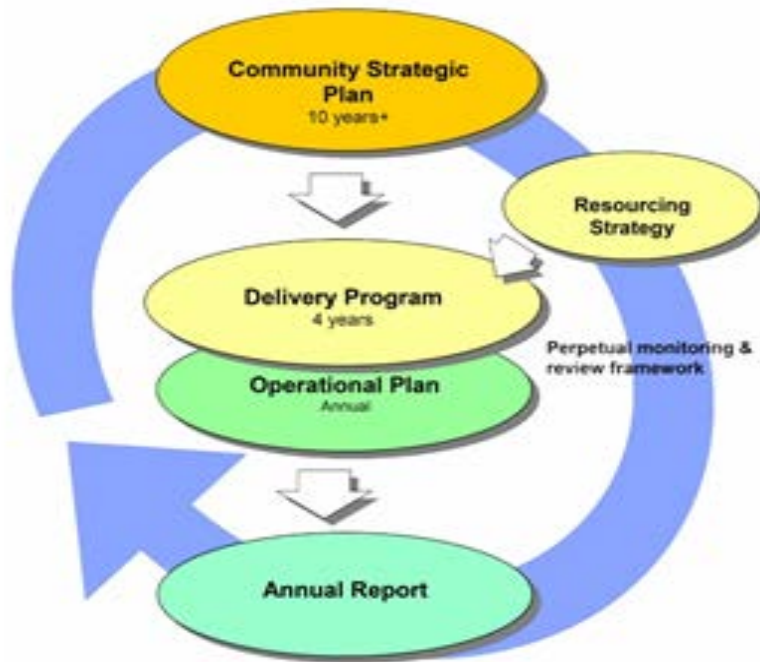 Community Strategic
Plan
10 years+
Resourcing
Strategy
Delivery Program
4 years
Perpetual monitoring &
review framework
Operational Plan
Annual
Annual Report